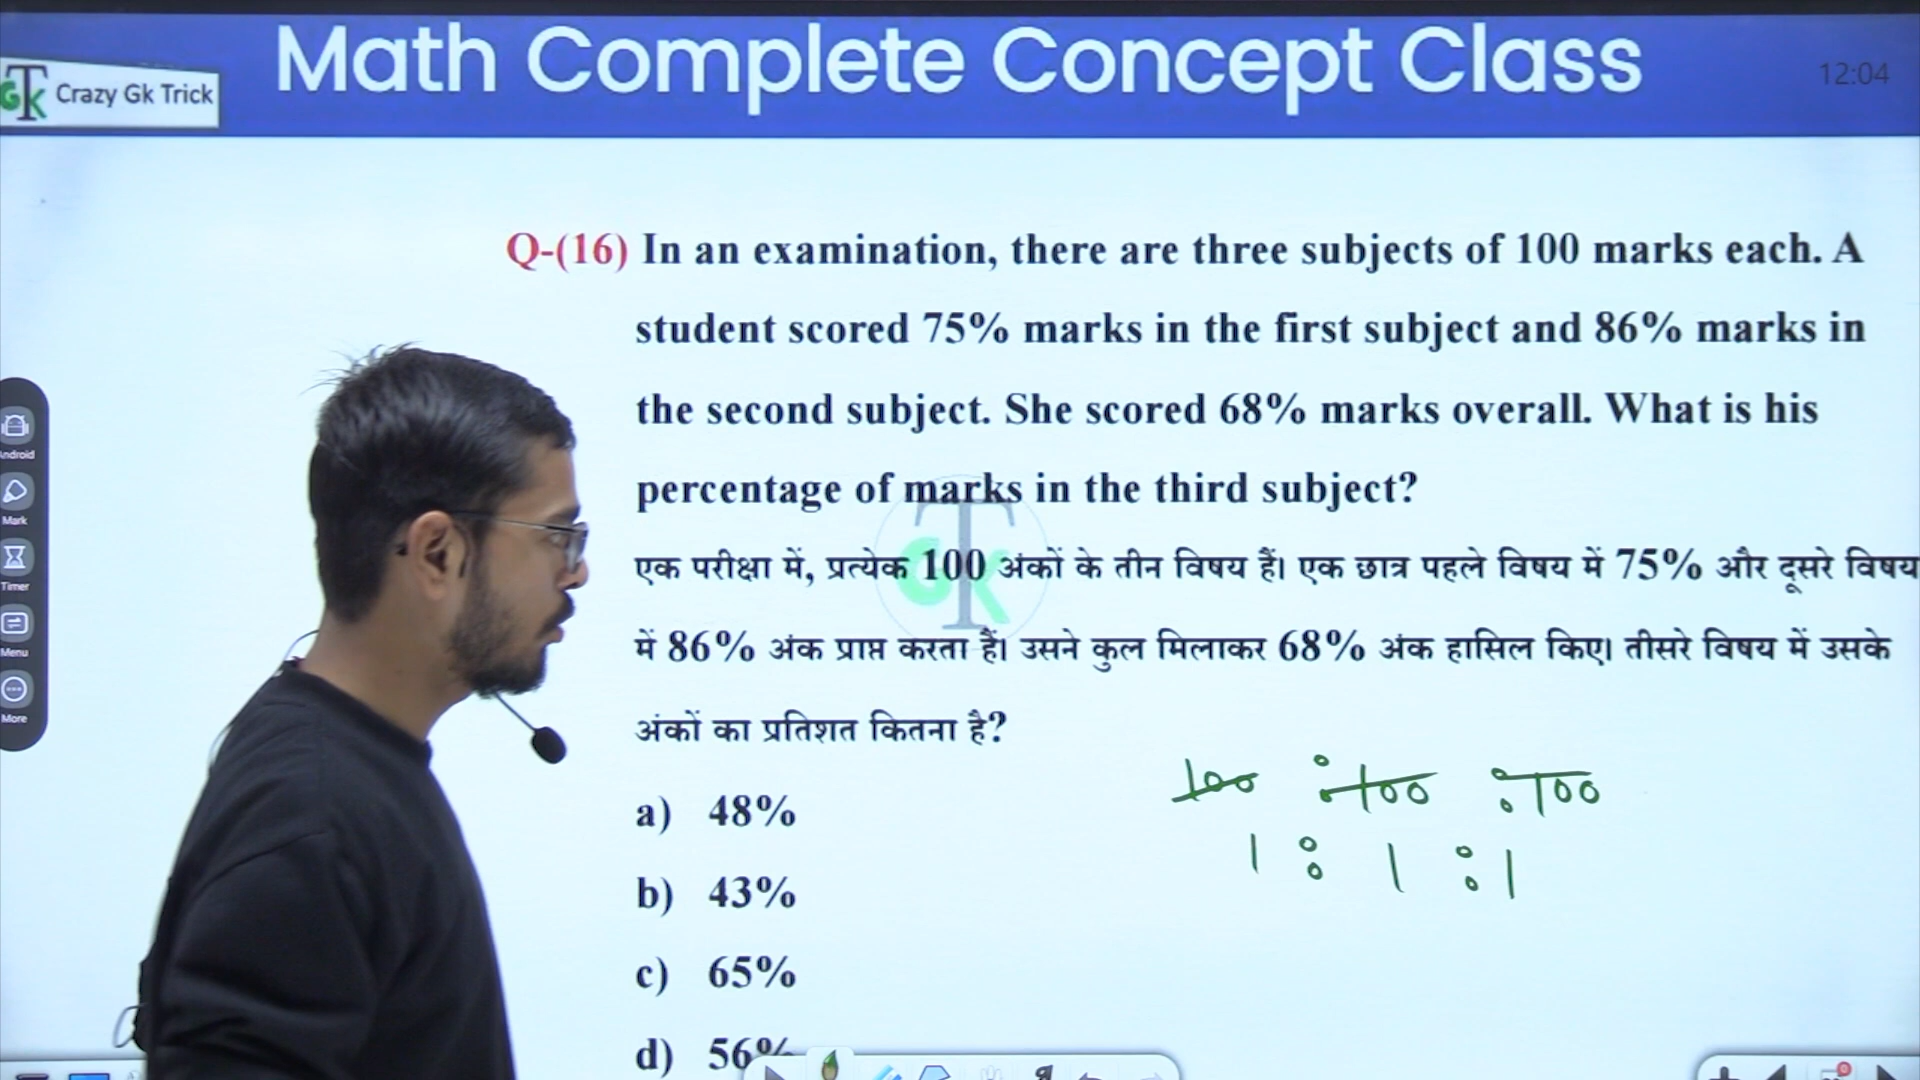 Math Complete Concept Class
12:04
GTK Crazy Gk Trick
Q-(16) In an examination, there are three subjects of 100 marks each. A
student scored 75% marks in the first subject and 86% marks in
the second subject. She scored 68% marks overall. What is his
percentage of marks in the third subject?
एक परीक्षा में, प्रत्येक 100 अंकों के तीन विषय हैं। एक छात्र पहले विषय में 75% और दूसरे विषय
में 86% अंक प्राप्त करता हैं। उसने कुल मिलाकर 68% अंक हासिल किए। तीसरे विषय में उसके
अंकों का प्रतिशत कितना है?
100 : 100 : 100
1 : 1 : 1
a) 48%
b) 43%
c) 65%
d) 56%
Android
Mark
Timer
Menu
More
GTK